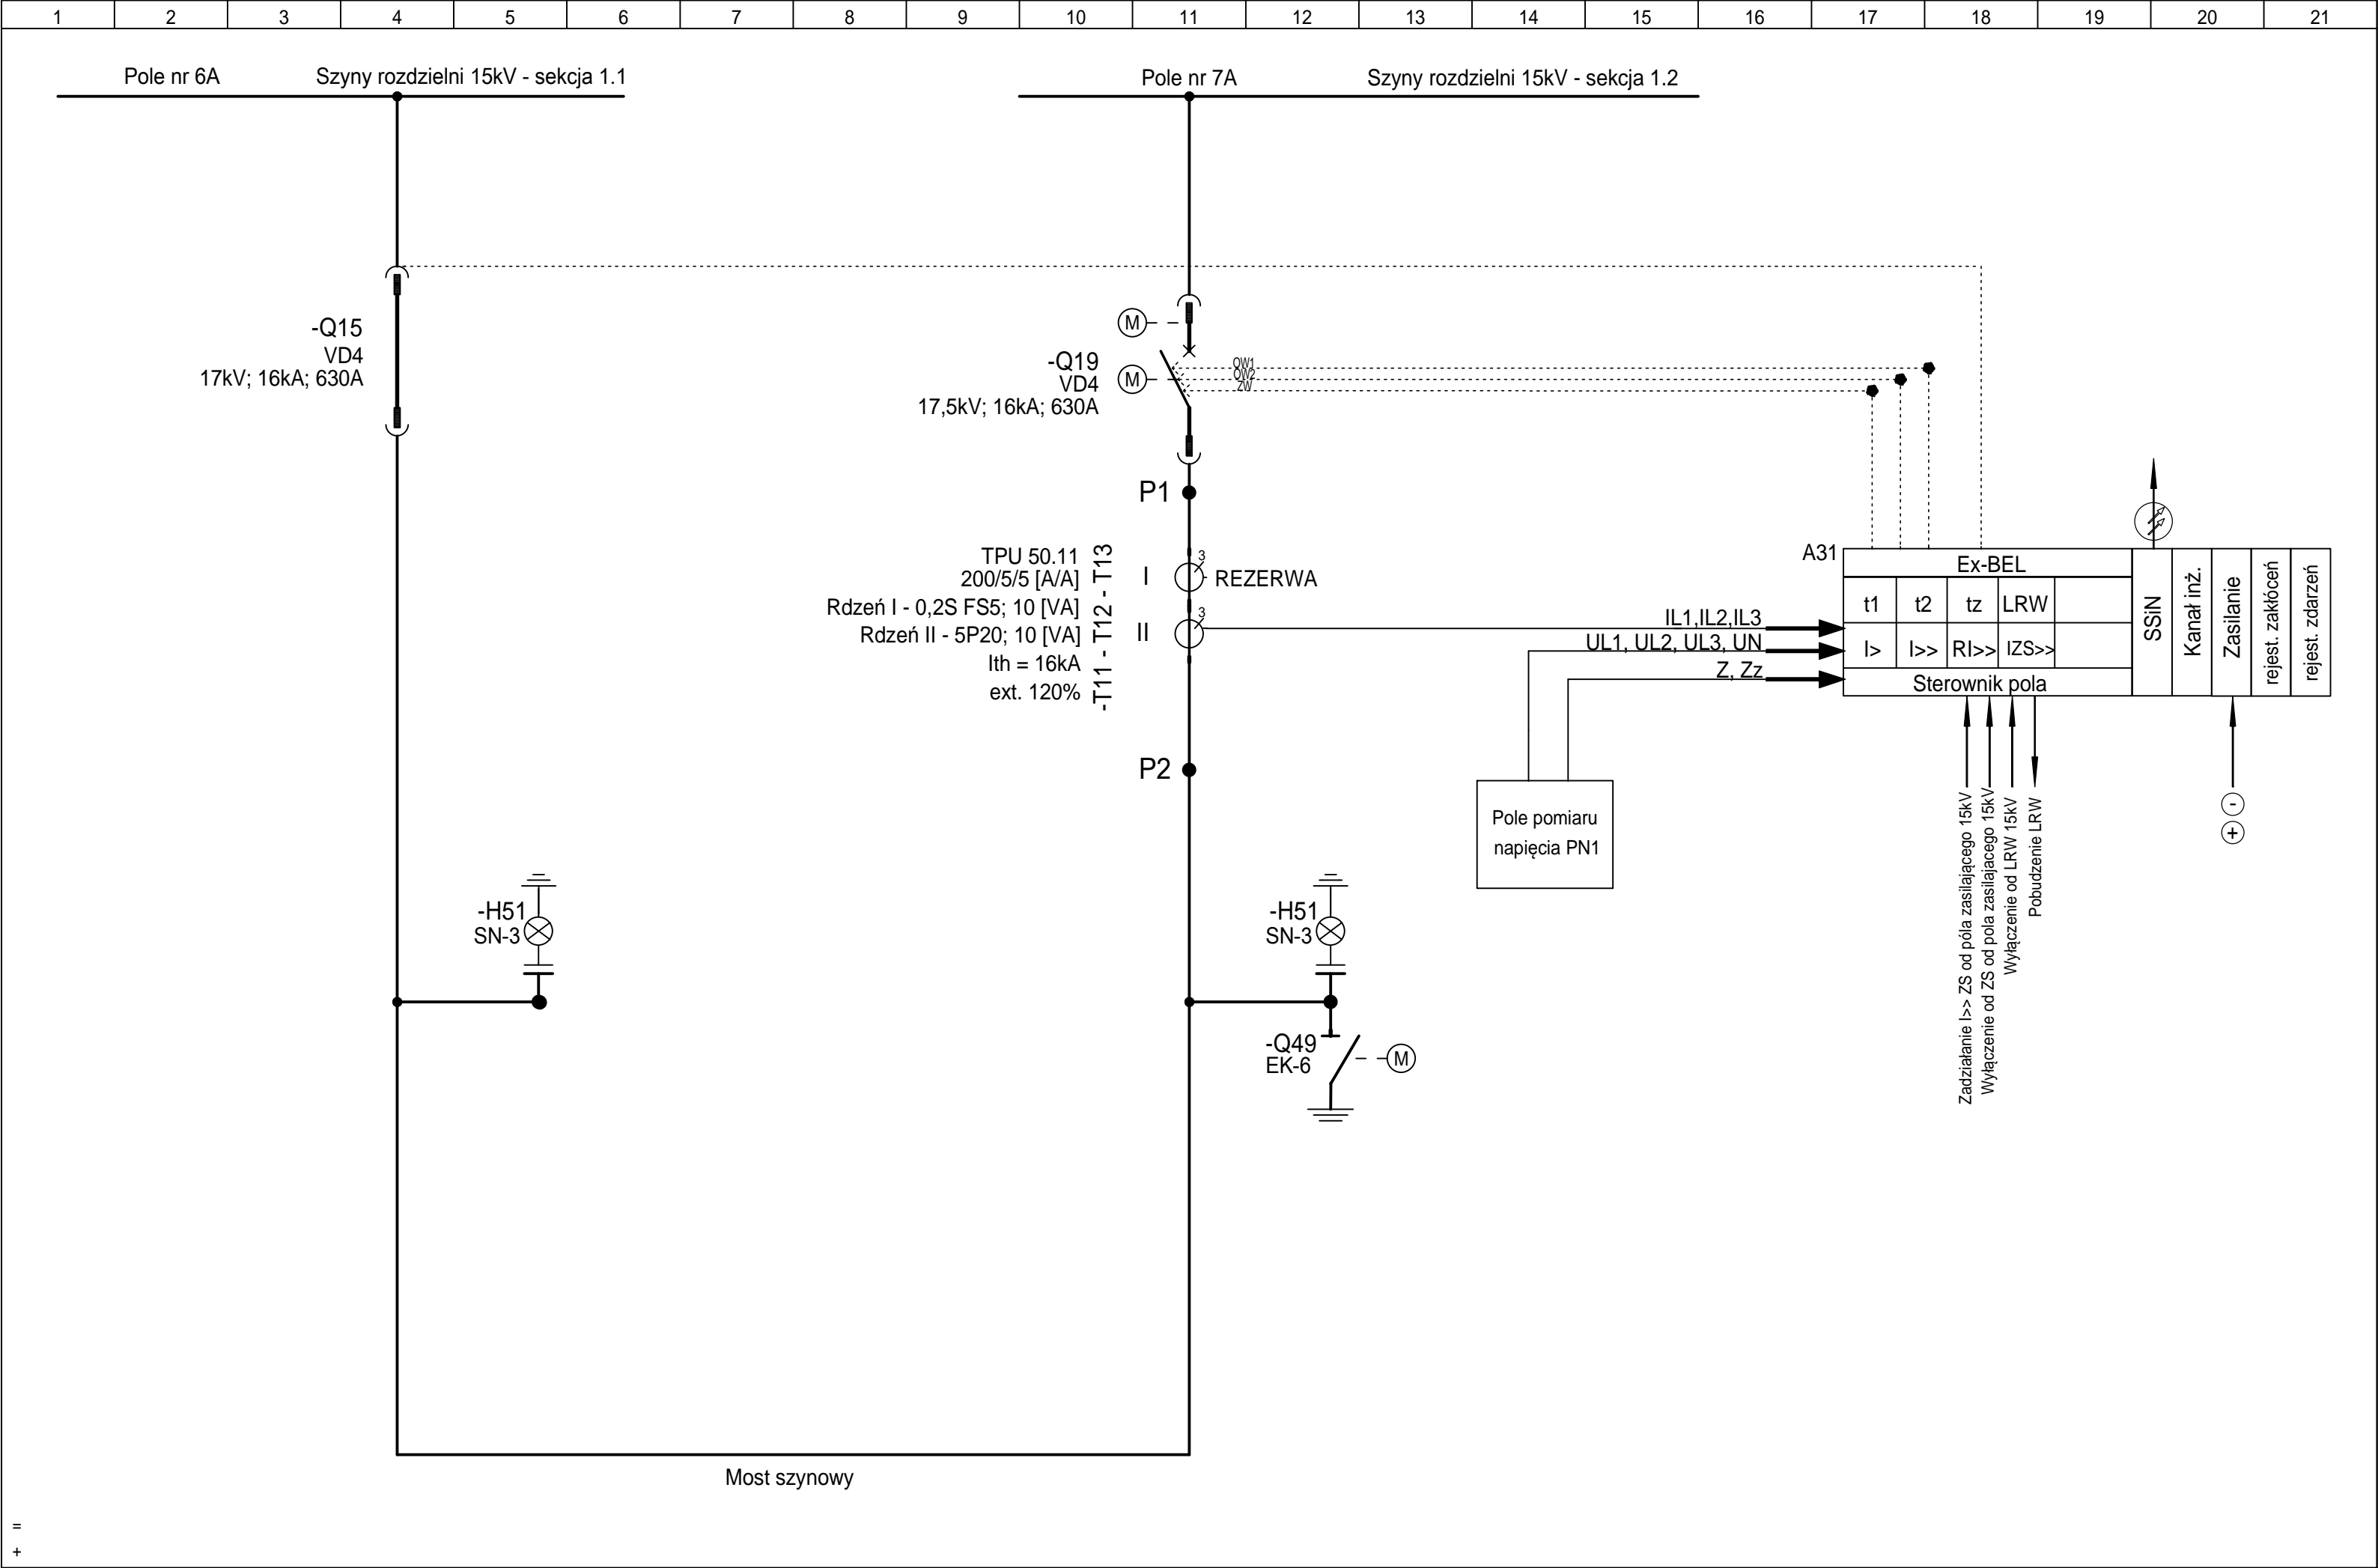 1 2 3 4 5 6 7 8 9 10 11 12 13 14 15 16 17 18 19 20 21
Pole nr 6A
Szyny rozdzielni 15kV - sekcja 1.1
Pole nr 7A
Szyny rozdzielni 15kV - sekcja 1.2
-Q15
VD4
17kV; 16kA; 630A
M
-Q19
VD4
17,5kV; 16kA; 630A
M
OW1
OW2
ZW
P1
TPU 50.11
200/5/5 [A/A]
Rdzeń I - 0,2S FS5; 10 [VA]
Rdzeń II - 5P20; 10 [VA]
Ith = 16kA
ext. 120%
-T11 - T12 - T13
I
3
REZERWA
II
3
P2
IL1,IL2,IL3
UL1, UL2, UL3, UN
Z, Zz
A31
Ex-BEL
t1 t2 tz LRW
I> I>> RI>> IZS>>
Sterownik pola
SSiN
Kanał inż.
Zasilanie
rejest. zakłóceń
rejest. zdarzeń
Pole pomiaru
napięcia PN1
Zadziałanie I>> ZS od póla zasilającego 15kV
Wyłączenie od ZS od pola zasilajacego 15kV
Wyłączenie od LRW 15kV
Pobudzenie LRW
-
+
-H51
SN-3
-H51
SN-3
-Q49
EK-6
M
Most szynowy
=
+